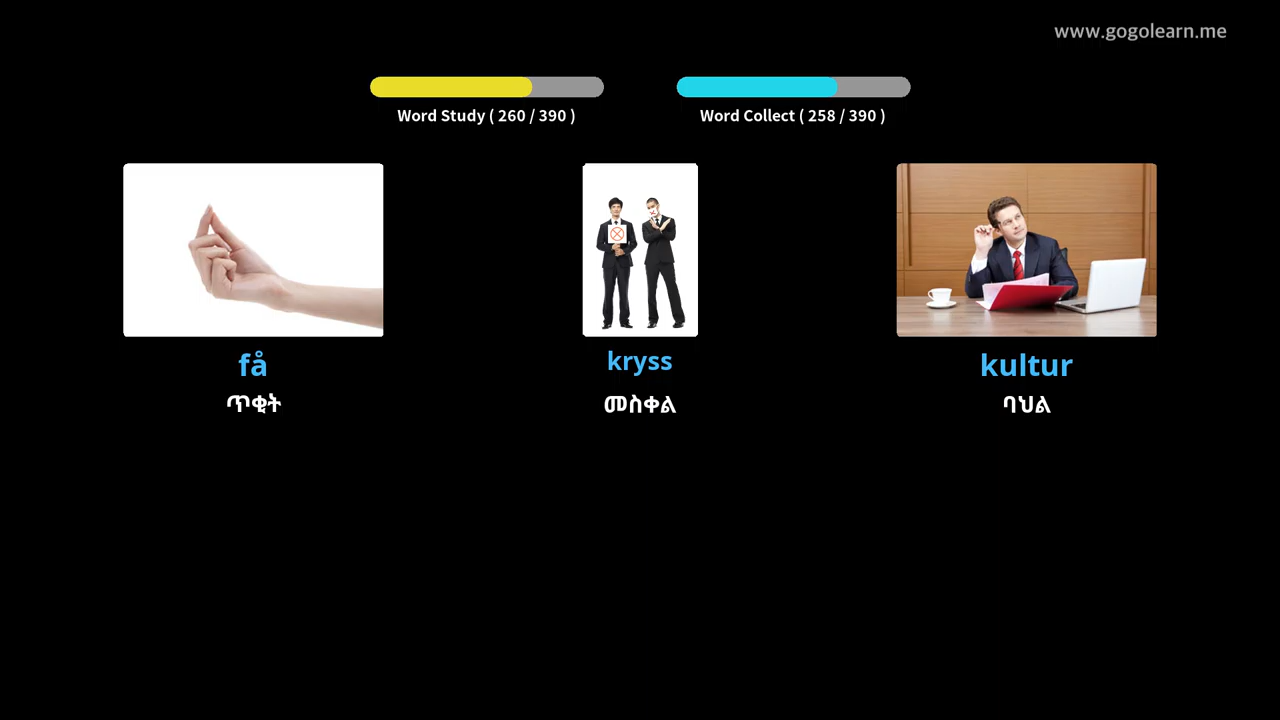 www.gogolearn.me
Word Study ( 260 / 390 )
Word Collect ( 258 / 390 )
få
ጥቂት
kryss
መስቀል
kultur
ባህል